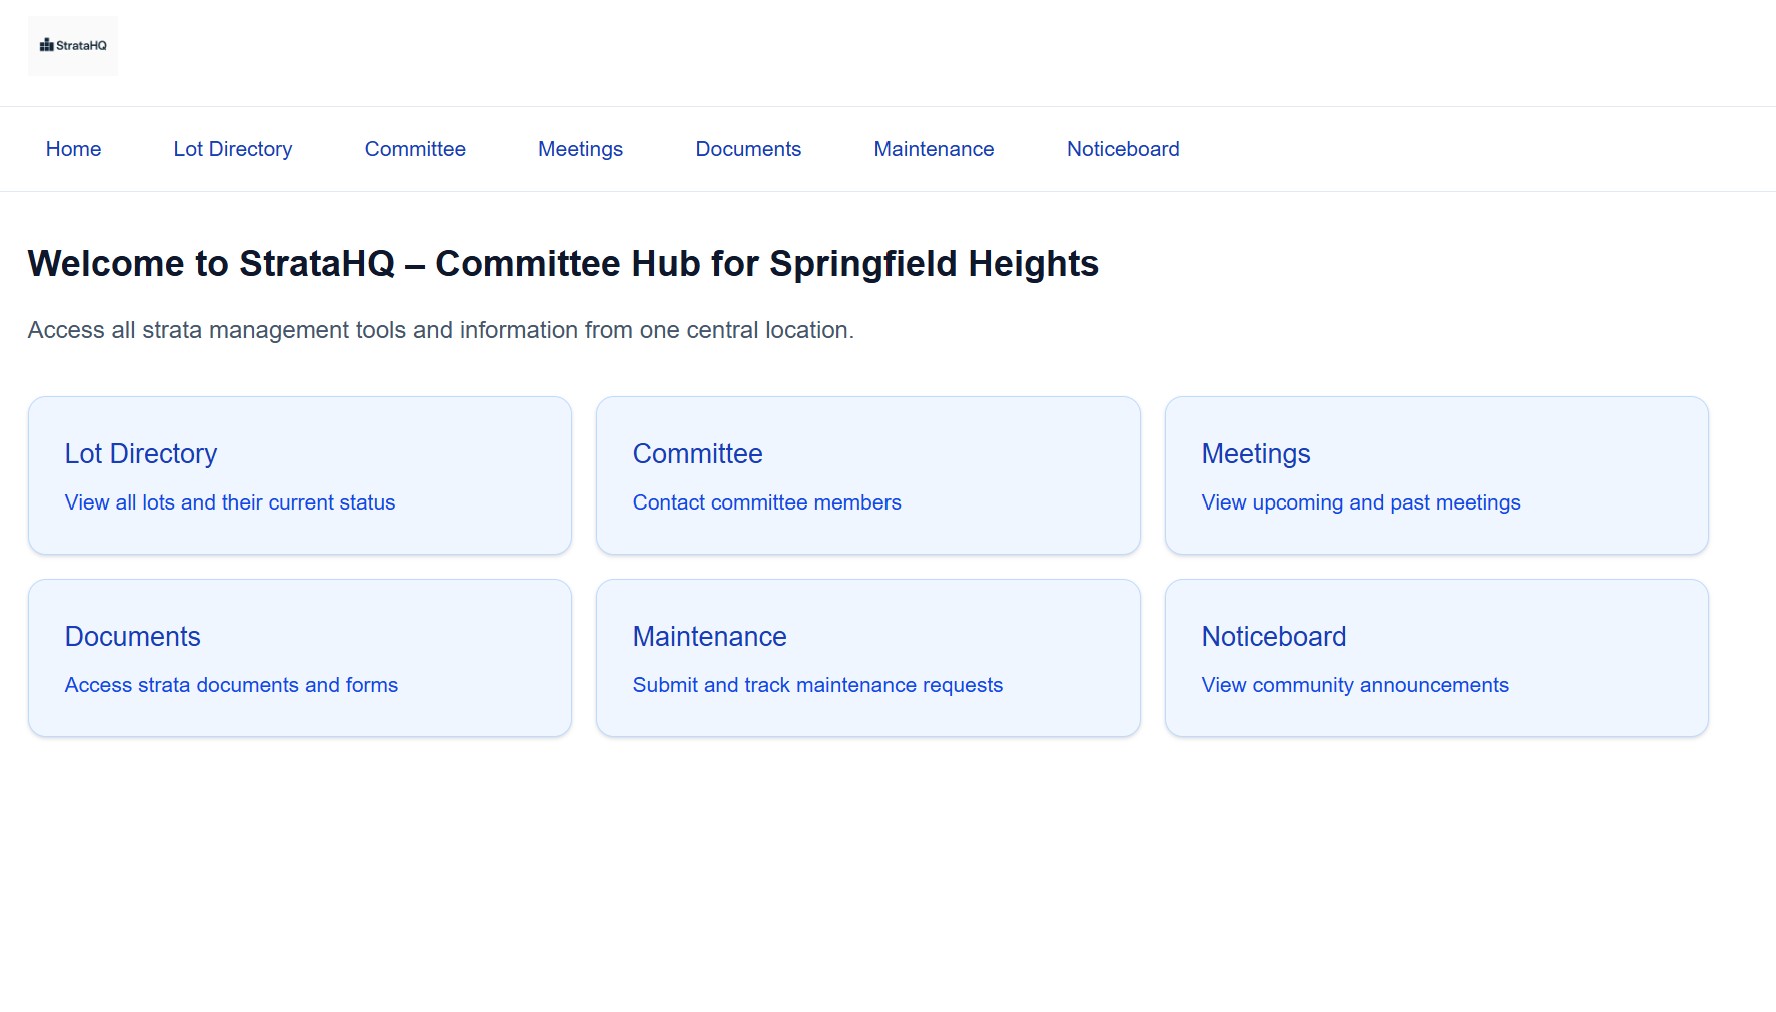 StrataHQ
Home
Lot Directory
Committee
Meetings
Documents
Maintenance
Noticeboard
Welcome to StrataHQ – Committee Hub for Springfield Heights
Access all strata management tools and information from one central location.
Lot Directory
View all lots and their current status
Committee
Contact committee members
Meetings
View upcoming and past meetings
Documents
Access strata documents and forms
Maintenance
Submit and track maintenance requests
Noticeboard
View community announcements